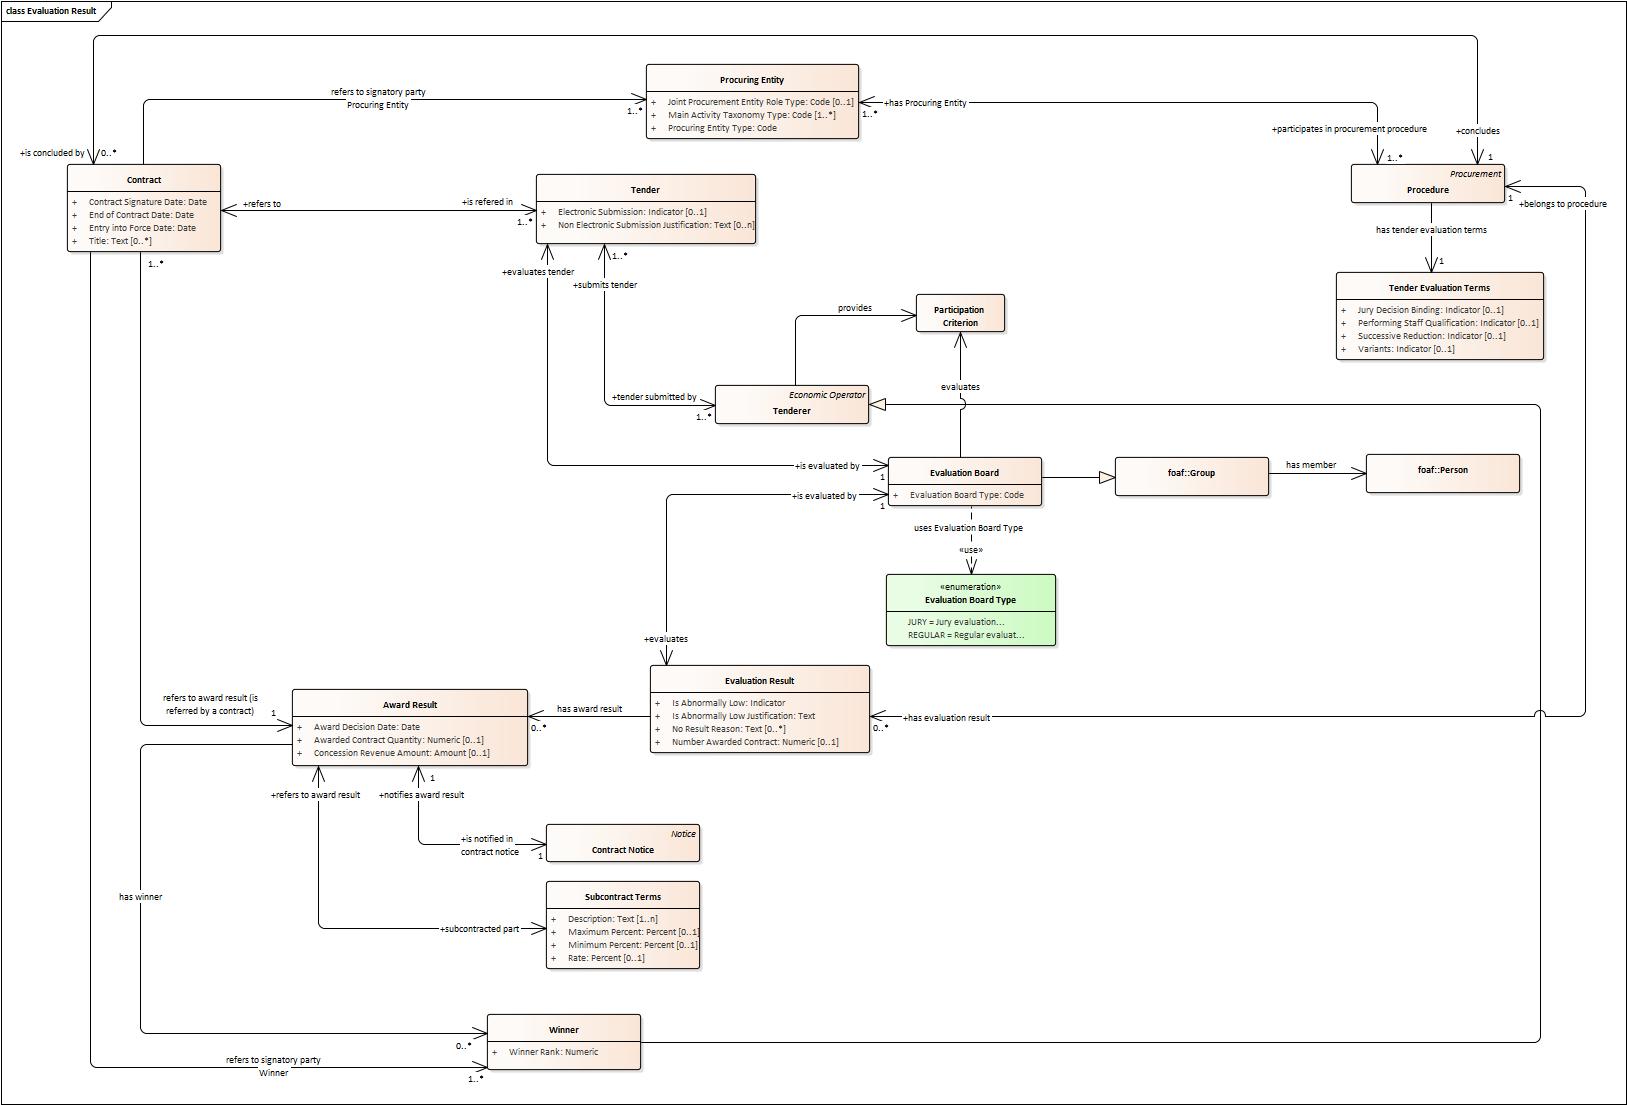 class Evaluation Result
Procuring Entity
+ Joint Procurement Entity Role Type: Code [0..1]
+ Main Activity Taxonomy Type: Code [1..*]
+ Procuring Entity Type: Code
refers to signatory party
Procuring Entity
1..*
+has Procuring Entity
1..*
+participates in procurement procedure
1..*
+concludes
1
+is concluded by
0..*
Contract
+ Contract Signature Date: Date
+ End of Contract Date: Date
+ Entry into Force Date: Date
+ Title: Text [0..*]
1..*
+refers to
+is refered in
1..*
Tender
+ Electronic Submission: Indicator [0..1]
+ Non Electronic Submission Justification: Text [0..n]
Procurement
Procedure
1
+belongs to procedure
has tender evaluation terms
1
Tender Evaluation Terms
+ Jury Decision Binding: Indicator [0..1]
+ Performing Staff Qualification: Indicator [0..1]
+ Successive Reduction: Indicator [0..1]
+ Variants: Indicator [0..1]
+evaluates tender
1..*
+submits tender
provides
Participation
Criterion
evaluates
+tender submitted by
1..*
Economic Operator
Tenderer
+is evaluated by
1
+is evaluated by
1
Evaluation Board
+ Evaluation Board Type: Code
foaf::Group
has member
foaf::Person
uses Evaluation Board Type
«use»
«enumeration»
Evaluation Board Type
JURY = Jury evaluation...
REGULAR = Regular evaluat...
+evaluates
Evaluation Result
+ Is Abnormally Low: Indicator
+ Is Abnormally Low Justification: Text
+ No Result Reason: Text [0..*]
+ Number Awarded Contract: Numeric [0..1]
+has evaluation result
0..*
has award result
0..*
refers to award result (is
referred by a contract)
1
Award Result
+ Award Decision Date: Date
+ Awarded Contract Quantity: Numeric [0..1]
+ Concession Revenue Amount: Amount [0..1]
1
+refers to award result
+notifies award result
+is notified in
contract notice
1
Notice
Contract Notice
Subcontract Terms
+ Description: Text [1..n]
+ Maximum Percent: Percent [0..1]
+ Minimum Percent: Percent [0..1]
+ Rate: Percent [0..1]
+subcontracted part
has winner
0..*
Winner
+ Winner Rank: Numeric
refers to signatory party
Winner
1..*